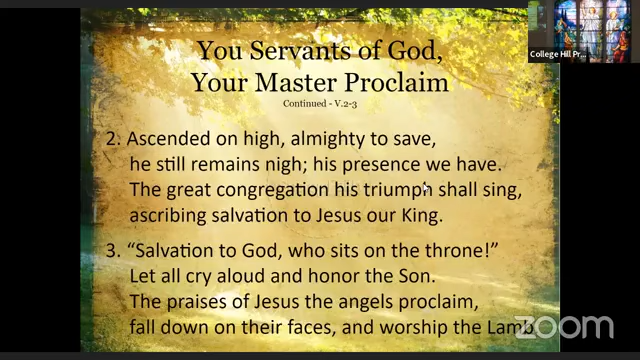 You Servants of God,
Your Master Proclaim
Continued - V.2-3
2. Ascended on high, almighty to save,
he still remains nigh; his presence we have.
The great congregation his triumph shall sing,
ascribing salvation to Jesus our King.
3. “Salvation to God, who sits on the throne!”
Let all cry aloud and honor the Son.
The praises of Jesus the angels proclaim,
fall down on their faces, and worship the Lamb
College Hill Pr...
zoom